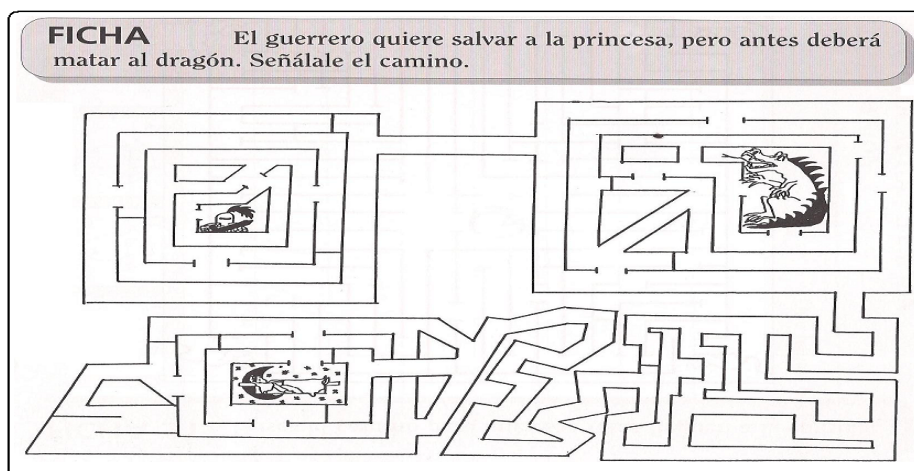 FICHA El guerrero quiere salvar a la princesa, pero antes deberá
matar al dragón. Señálale el camino.